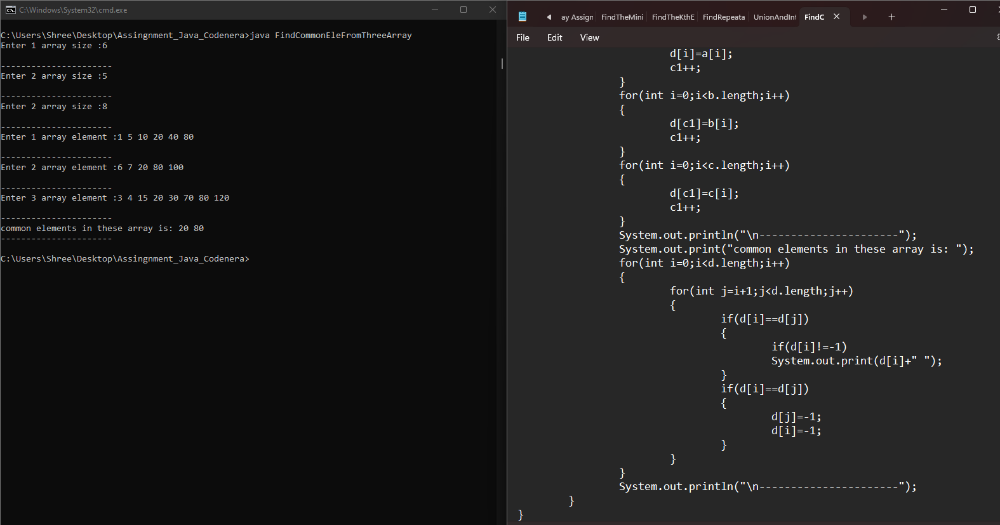 C:\Windows\System32\cmd.exe
C:\Users\Shree\Desktop\Assingnment_Java_Codenera>java FindCommonEleFromThreeArray
Enter 1 array size :6
----------------------
Enter 2 array size :5
----------------------
Enter 2 array size :8
----------------------
Enter 1 array element :1 5 10 20 40 80
----------------------
Enter 2 array element :6 7 20 80 100
----------------------
Enter 3 array element :3 4 15 20 30 70 80 120
----------------------
common elements in these array is: 20 80
----------------------
C:\Users\Shree\Desktop\Assingnment_Java_Codenera>
ay Assign FindTheMini FindTheKthE FindRepeata UnionAndInt FindC
File Edit View
d[i]=a[i];
c1++;
}
for(int i=0;i<b.length;i++)
{
d[c1]=b[i];
c1++;
}
for(int i=0;i<c.length;i++)
{
d[c1]=c[i];
c1++;
}
System.out.println("\n----------------------");
System.out.print("common elements in these array is: ");
for(int i=0;i<d.length;i++)
{
for(int j=i+1;j<d.length;j++)
{
if(d[i]==d[j])
{
if(d[i]!=-1)
System.out.print(d[i]+" ");
}
if(d[i]==d[j])
{
d[j]=-1;
d[i]=-1;
}
}
}
System.out.println("\n----------------------");
}
}